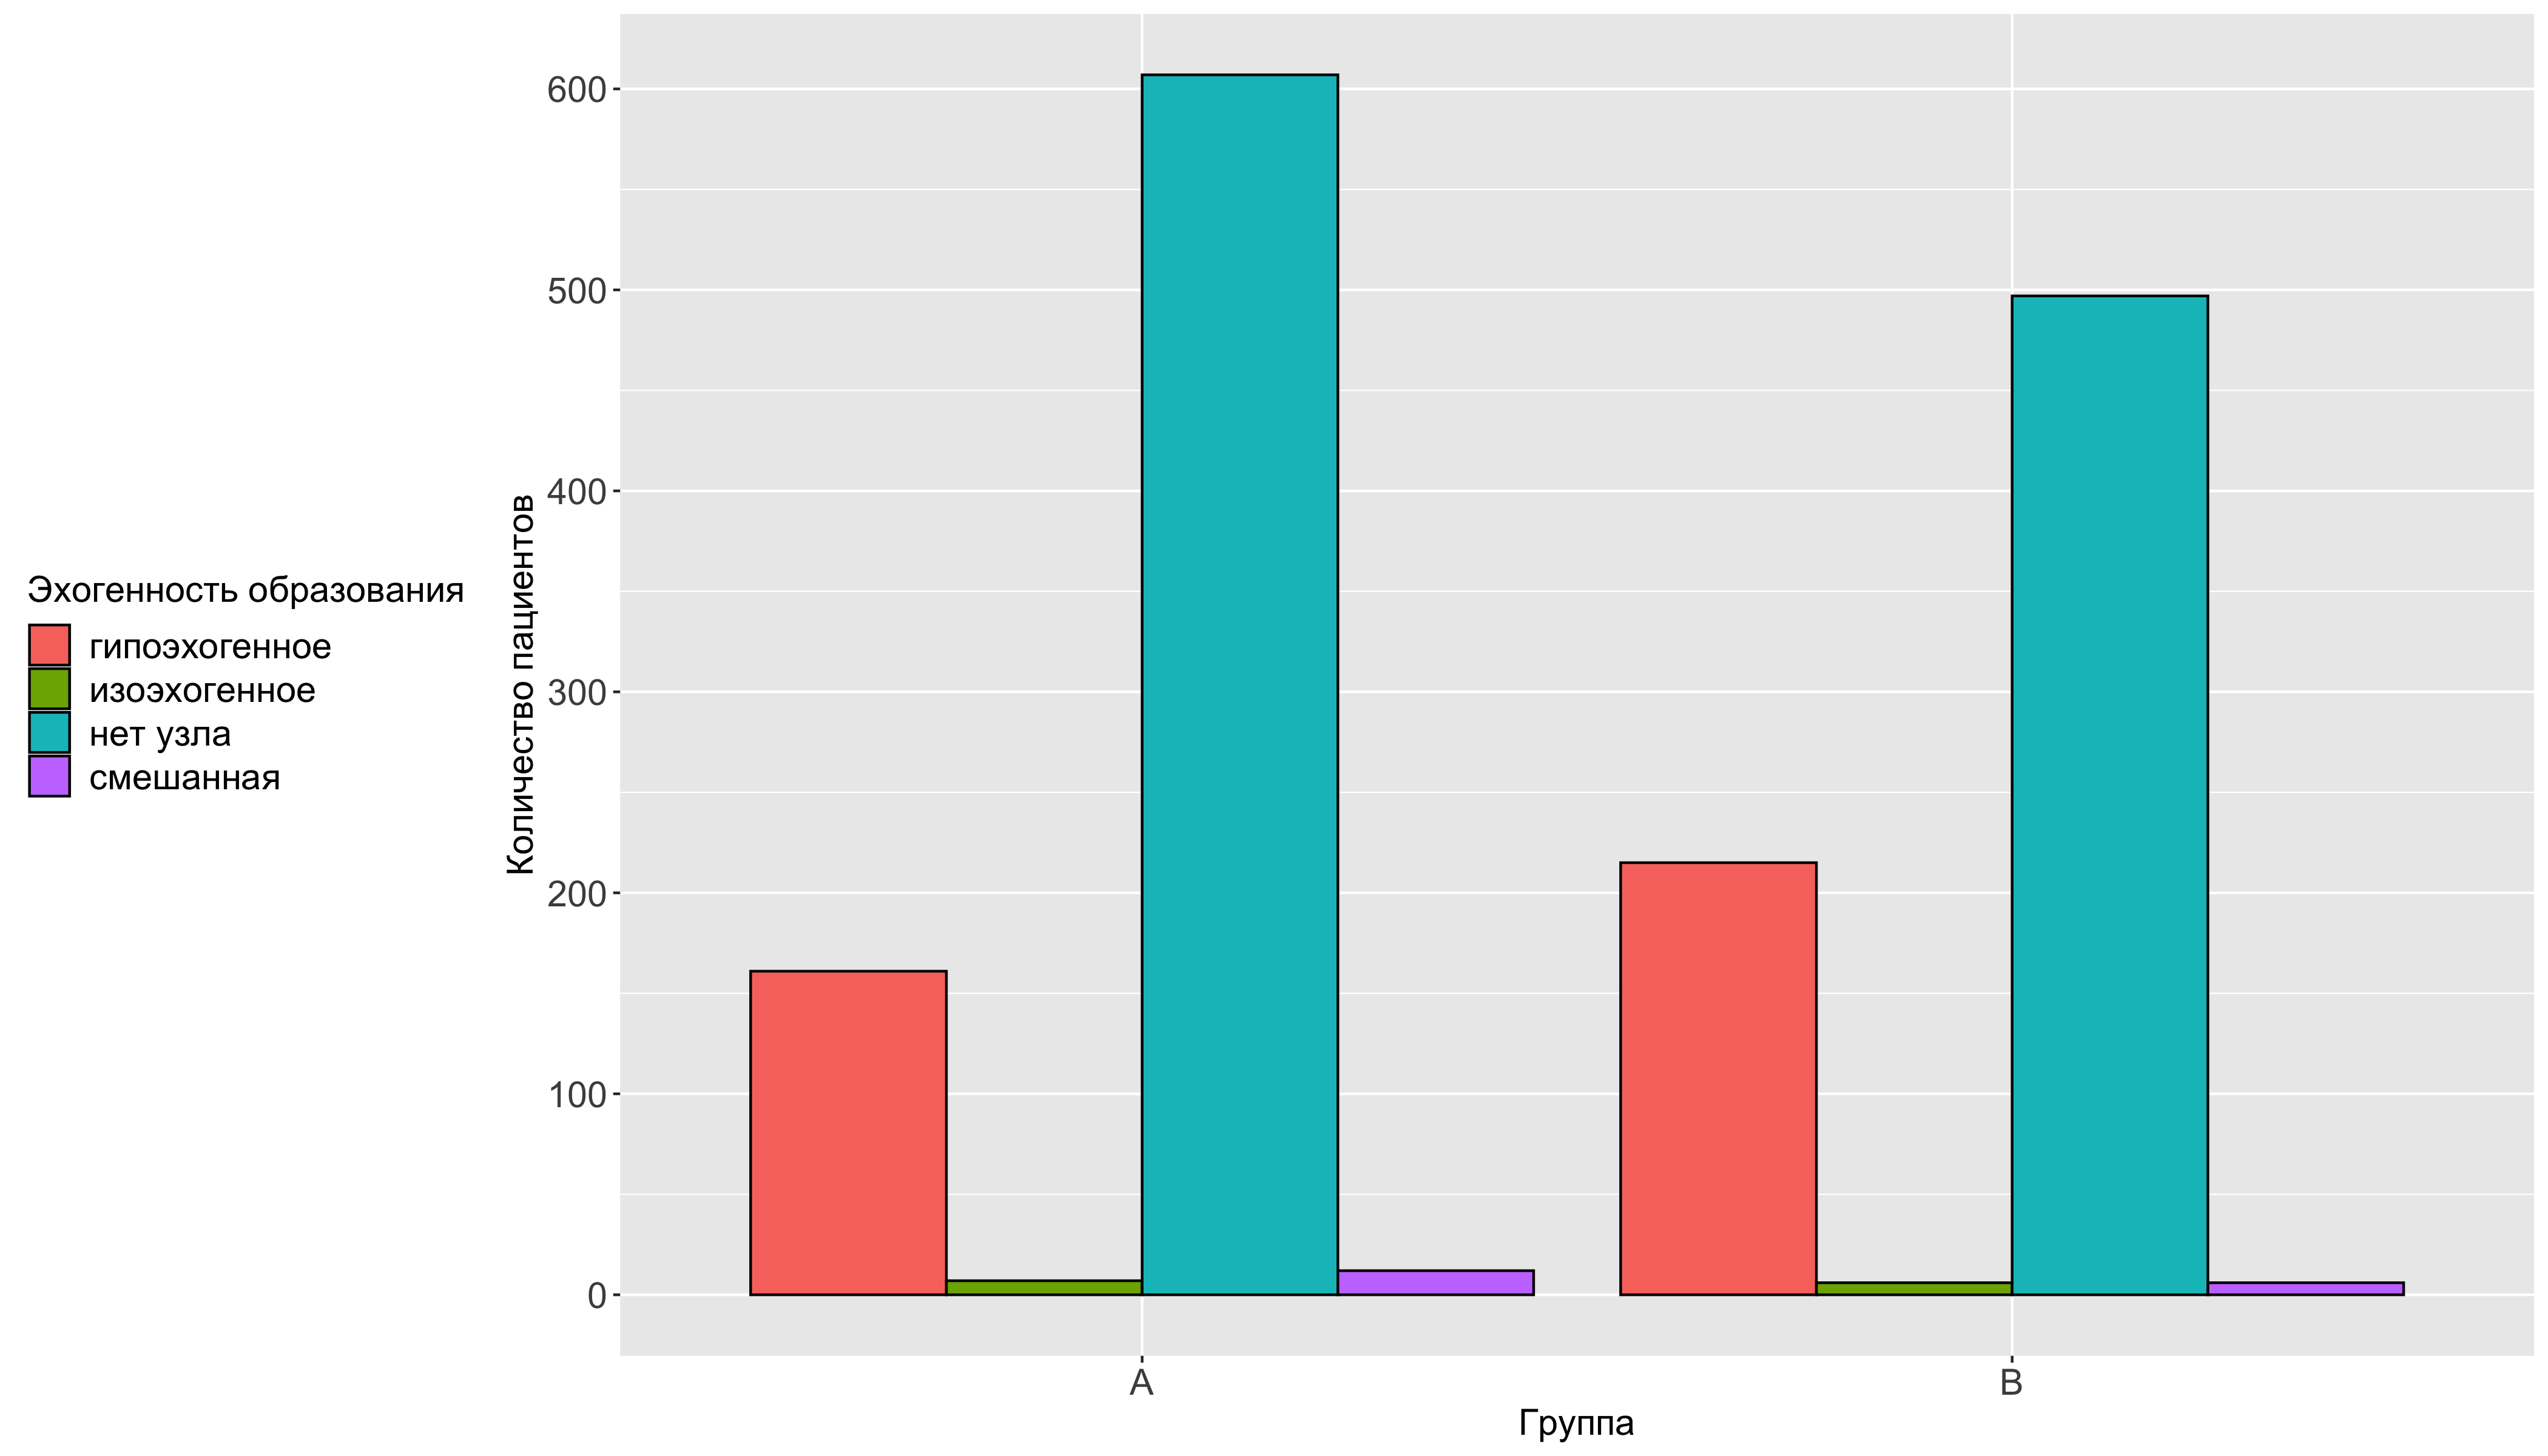 Эхогенность образования
гипоэхогенное
изоэхогенное
нет узла
смешанная
Количество пациентов
600
500
400
300
200
100
0
A
B
Группа